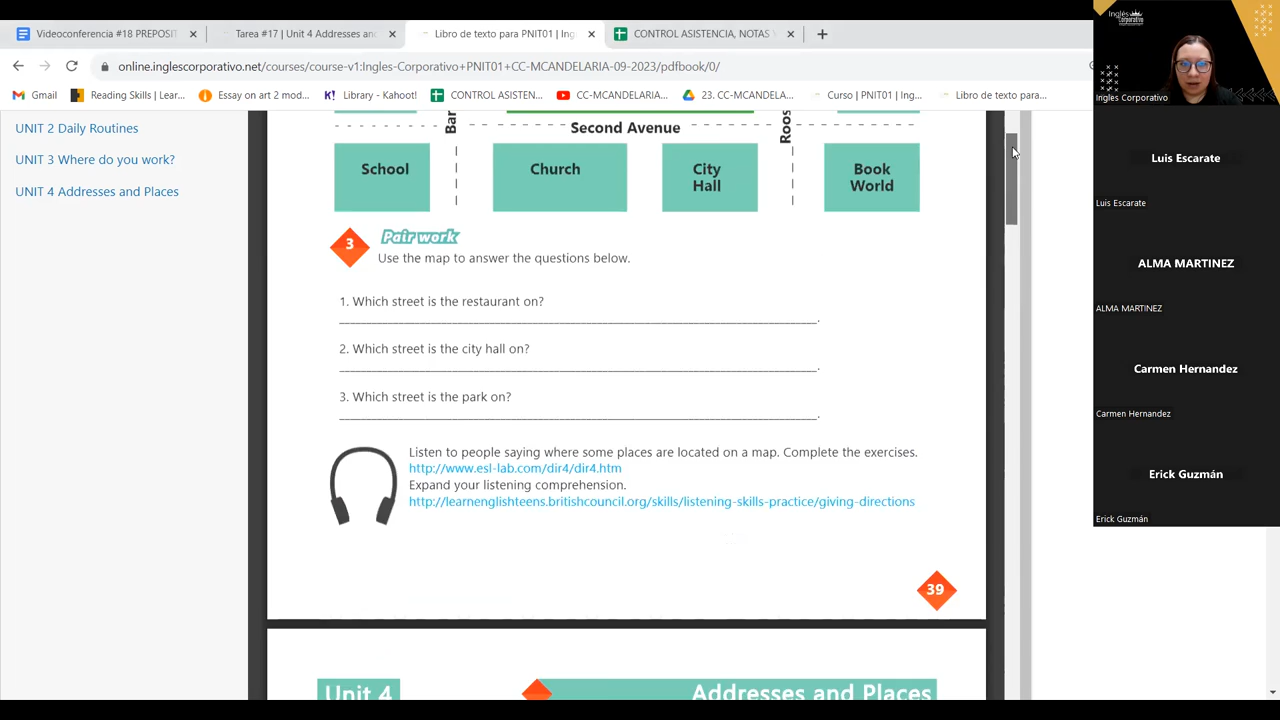 Videoconferencia #18 PREPOSIT
Tarea #17 | Unit 4 Addresses and
Libro de texto para PNIT01 | Ing
CONTROL ASISTENCIA, NOTAS
online.inglescorporativo.net/courses/course-v1:Ingles-Corporativo+PNIT01+CC-MCANDELARIA-09-2023/pdfbook/0/
Gmail
Reading Skills | Lear...
Essay on art 2 mod...
Library - Kahoot!
CONTROL ASISTEN...
CC-MCANDELARIA...
23. CC-MCANDELA...
Curso | PNIT01 | Ing...
Libro de texto para...
UNIT 2 Daily Routines
UNIT 3 Where do you work?
UNIT 4 Addresses and Places
Bar
Second Avenue
Roos
School
Church
City
Hall
Book
World
3
Pair work
Use the map to answer the questions below.
1. Which street is the restaurant on?
2. Which street is the city hall on?
3. Which street is the park on?
Listen to people saying where some places are located on a map. Complete the exercises.
http://www.esl-lab.com/dir4/dir4.htm
Expand your listening comprehension.
http://learnenglishteens.britishcouncil.org/skills/listening-skills-practice/giving-directions
39
Unit 4
Addresses and Places
Inglés
Corporativo
Ingles Corporativo
Luis Escarate
Luis Escarate
ALMA MARTINEZ
ALMA MARTINEZ
Carmen Hernandez
Carmen Hernandez
Erick Guzmán
Erick Guzmán